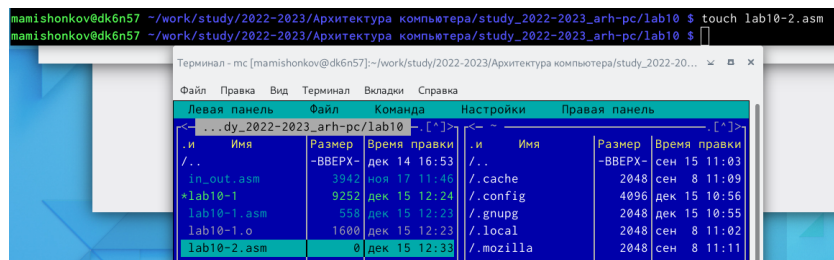 mamishonkov@dk6n57 ~/work/study/2022-2023/Архитектура компьютера/study_2022-2023_arh-pc/lab10 $ touch lab10-2.asm
mamishonkov@dk6n57 ~/work/study/2022-2023/Архитектура компьютера/study_2022-2023_arh-pc/lab10 $
Терминал - mc [mamishonkov@dk6n57]:~/work/study/2022-2023/Архитектура компьютера/study_2022-20...
Файл Правка Вид Терминал Вкладки Справка
Левая панель Файл Команда Настройки Правая панель
<- ...dy_2022-2023_arh-pc/lab10 -.[^]> <- ~ .[^]>
.и Имя Размер Время правки .и Имя Размер Время правки
/.. -ВВЕРХ- дек 14 16:53 /.. -ВВЕРХ- сен 15 11:03
in_out.asm 3942 ноя 17 11:46 /.cache 2048 сен 8 11:09
*lab10-1 9252 дек 15 12:24 /.config 4096 дек 15 10:56
lab10-1.asm 558 дек 15 12:23 /.gnupg 2048 дек 15 10:55
lab10-1.o 1600 дек 15 12:23 /.local 2048 сен 8 11:02
lab10-2.asm 0 дек 15 12:33 /.mozilla 2048 сен 8 11:11